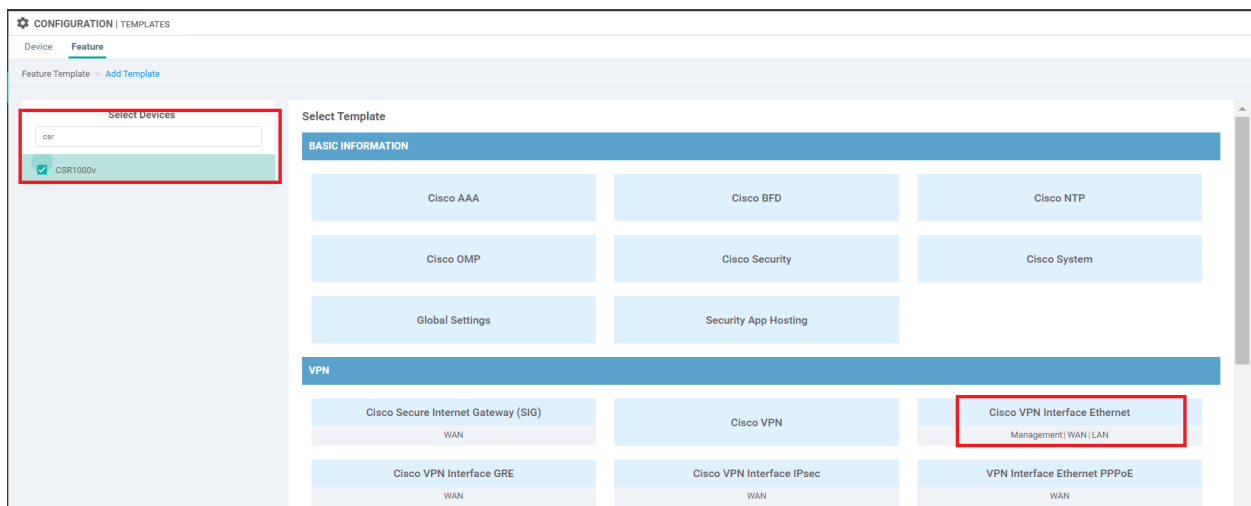 CONFIGURATION | TEMPLATES
Device Feature
Feature Template > Add Template
Select Devices
csr
CSR1000v
Select Template
BASIC INFORMATION
Cisco AAA
Cisco BFD
Cisco NTP
Cisco OMP
Cisco Security
Cisco System
Global Settings
Security App Hosting
VPN
Cisco Secure Internet Gateway (SIG)
WAN
Cisco VPN
Cisco VPN Interface Ethernet
Management | WAN | LAN
Cisco VPN Interface GRE
WAN
Cisco VPN Interface IPsec
WAN
VPN Interface Ethernet PPPoE
WAN